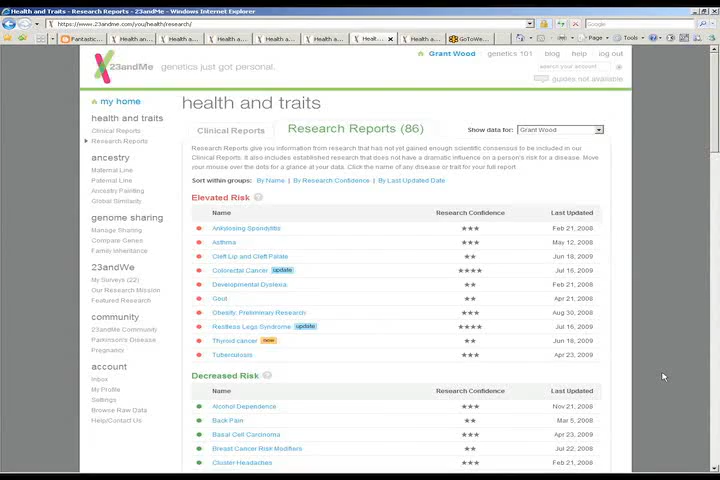 Health and Traits - Research Reports - 23andMe - Windows Internet Explorer
https://www.23andme.com/you/health/research/
Google
Fantastic...
Health an...
Health a...
Health a...
Health a...
Health a...
Heal...
Health a...
GoToWe...
Page
Tools
Grant Wood
genetics 101
blog
help
log out
23andMe
genetics just got personal.
search your account
guides not available.
my home
health and traits
Clinical Reports
Research Reports
ancestry
Maternal Line
Paternal Line
Ancestry Painting
Global Similarity
genome sharing
Manage Sharing
Compare Genes
Family Inheritance
23andWe
My Surveys (22)
Our Research Mission
Featured Research
community
23andMe Community
Parkinson's Disease
Pregnancy
account
Inbox
My Profile
Settings
Browse Raw Data
Help/Contact Us
health and traits
Clinical Reports
Research Reports (86)
Show data for:
Grant Wood
Research Reports give you information from research that has not yet gained enough scientific consensus to be included in our
Clinical Reports. It also includes established research that does not have a dramatic influence on a person's risk for a disease. Move
your mouse over the dots for a glance at your data. Click the name of any disease or trait for your full report.
Sort within groups: By Name | By Research Confidence | By Last Updated Date
Elevated Risk ?
Name Research Confidence Last Updated
Ankylosing Spondylitis ★★★ Feb 21, 2008
Asthma ★★★ May 12, 2008
Cleft Lip and Cleft Palate ★★ Jun 18, 2009
Colorectal Cancer update ★★★★ Jul 16, 2009
Developmental Dyslexia ★★ Feb 21, 2008
Gout ★★ Apr 21, 2008
Obesity: Preliminary Research ★★★ Aug 30, 2008
Restless Legs Syndrome update ★★★★ Jul 16, 2009
Thyroid cancer new ★★ Jun 18, 2009
Tuberculosis ★★★ Apr 23, 2009
Decreased Risk ?
Name Research Confidence Last Updated
Alcohol Dependence ★★★ Nov 21, 2008
Back Pain ★★ Mar 5, 2008
Basal Cell Carcinoma ★★★ Apr 23, 2009
Breast Cancer Risk Modifiers ★★ Jul 22, 2008
Cluster Headaches ★★★ Feb 21, 2008